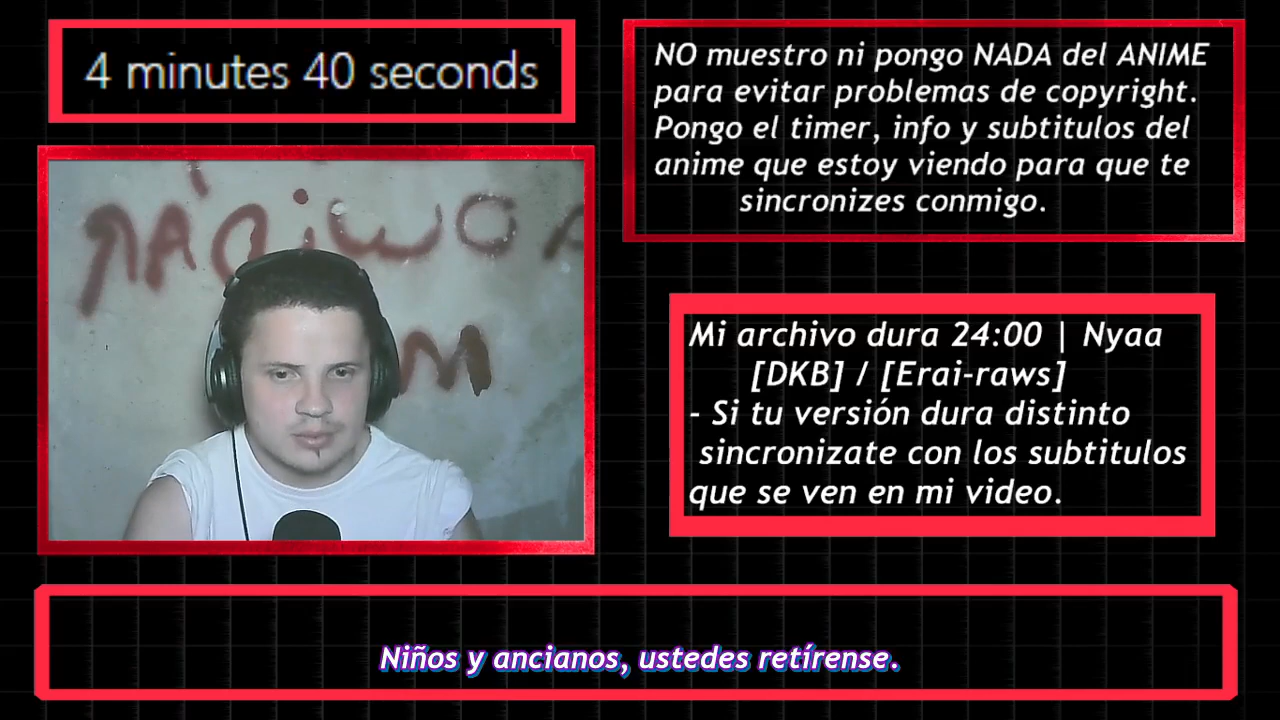 4 minutes 40 seconds
NO muestro ni pongo NADA del ANIME
para evitar problemas de copyright.
Pongo el timer, info y subtitulos del
anime que estoy viendo para que te
sincronizes conmigo.
Mi archivo dura 24:00 | Nyaa
[DKB] / [Erai-raws]
- Si tu versión dura distinto
sincronizate con los subtitulos
que se ven en mi video.
Niños y ancianos, ustedes retírense.